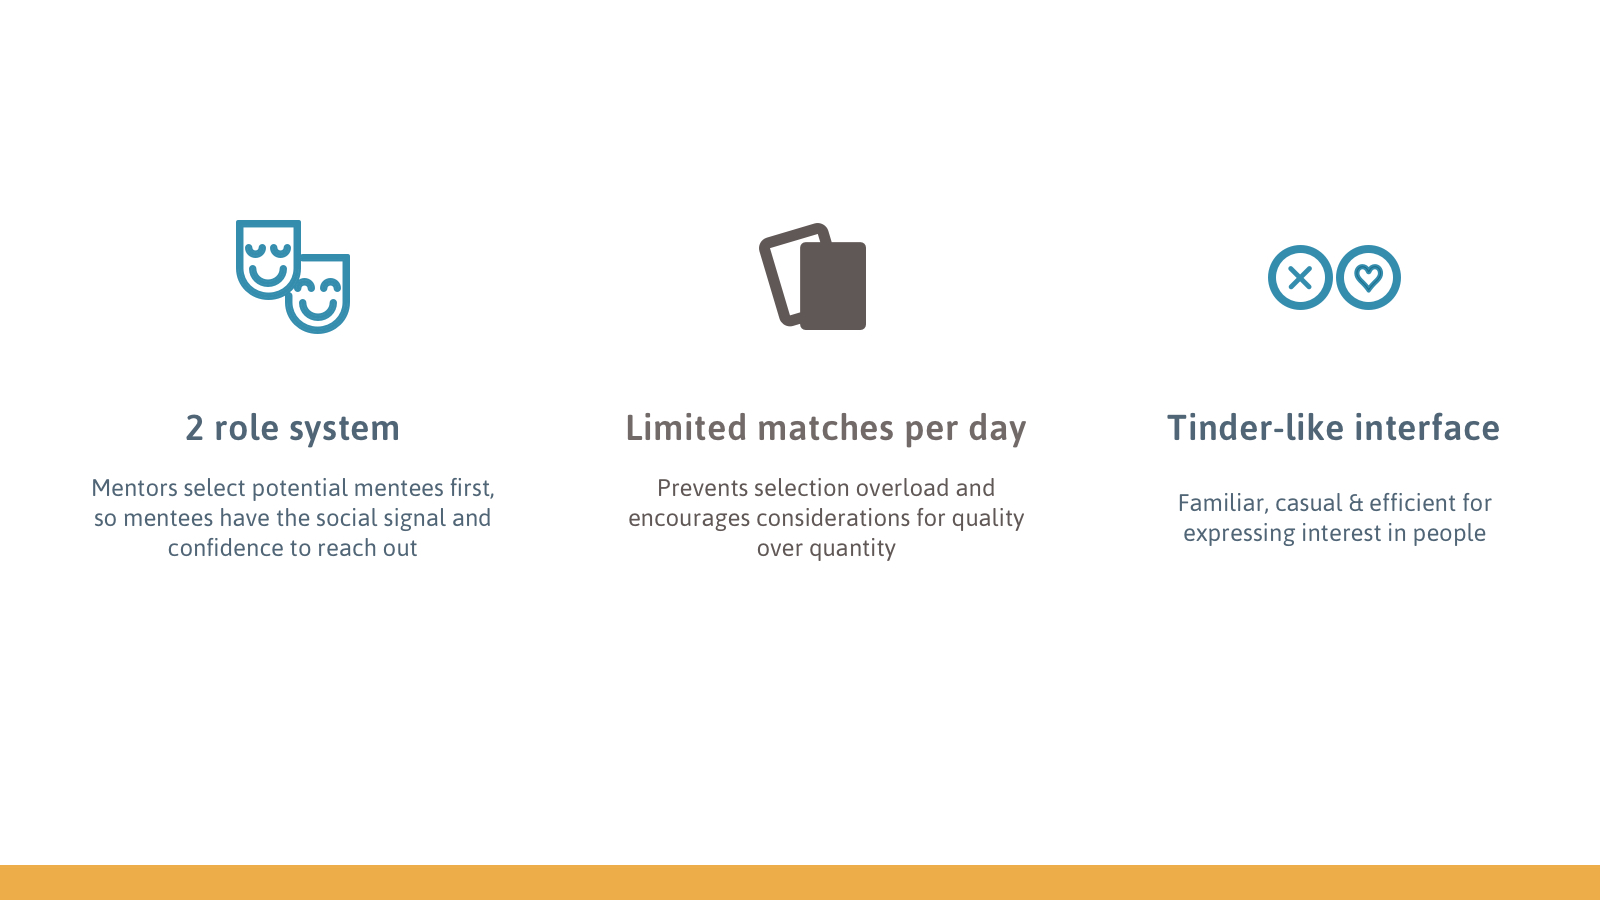 2 role system
Mentors select potential mentees first,
so mentees have the social signal and
confidence to reach out
Limited matches per day
Prevents selection overload and
encourages considerations for quality
over quantity
Tinder-like interface
Familiar, casual & efficient for
expressing interest in people